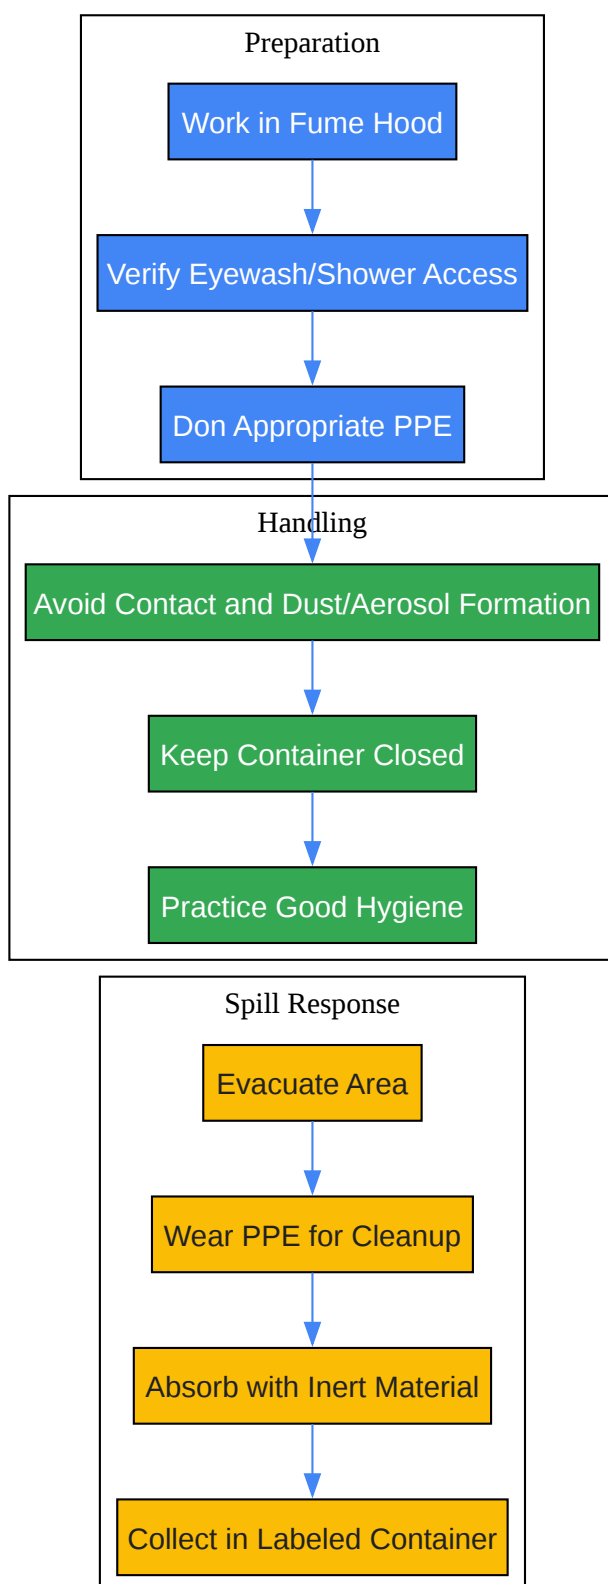 Preparation
Work in Fume Hood
Verify Eyewash/Shower Access
Don Appropriate PPE
Handling
Avoid Contact and Dust/Aerosol Formation
Keep Container Closed
Practice Good Hygiene
Spill Response
Evacuate Area
Wear PPE for Cleanup
Absorb with Inert Material
Collect in Labeled Container